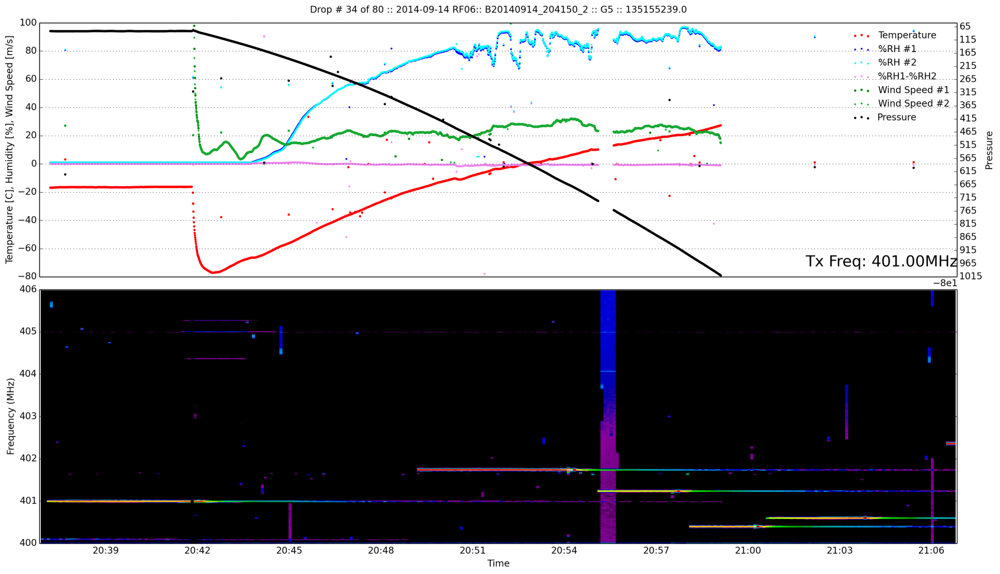 Drop # 34 of 80 :: 2014-09-14 RF06:: B20140914_204150_2 :: G5 :: 135155239.0
Temperature [C], Humidity [%], Wind Speed [m/s]
100
80
60
40
20
0
−20
−40
−60
−80
Temperature
%RH #1
%RH #2
%RH1-%RH2
Wind Speed #1
Wind Speed #2
Pressure
Tx Freq: 401.00MHz
65
115
165
215
265
315
365
415
465
515
565
615
665
715
765
815
865
915
965
1015
Pressure
−8e1
Frequency (MHz)
406
405
404
403
402
401
400
20:39 20:42 20:45 20:48 20:51 20:54 20:57 21:00 21:03 21:06
Time